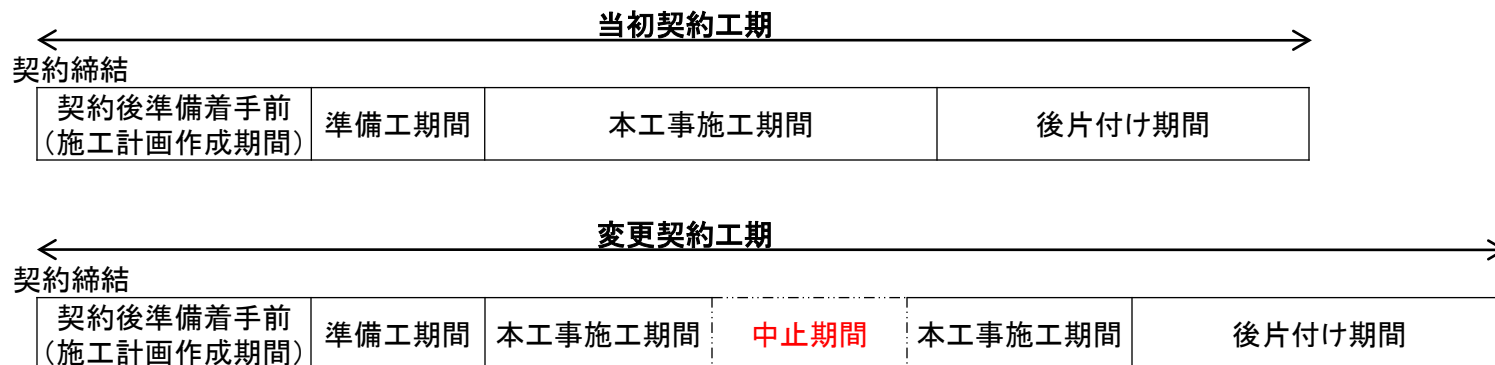 当初契約工期
契約締結
契約後準備着手前
(施工計画作成期間)
準備工期間
本工事施工期間
後片付け期間
変更契約工期
契約締結
契約後準備着手前
(施工計画作成期間)
準備工期間
本工事施工期間
中止期間
本工事施工期間
後片付け期間